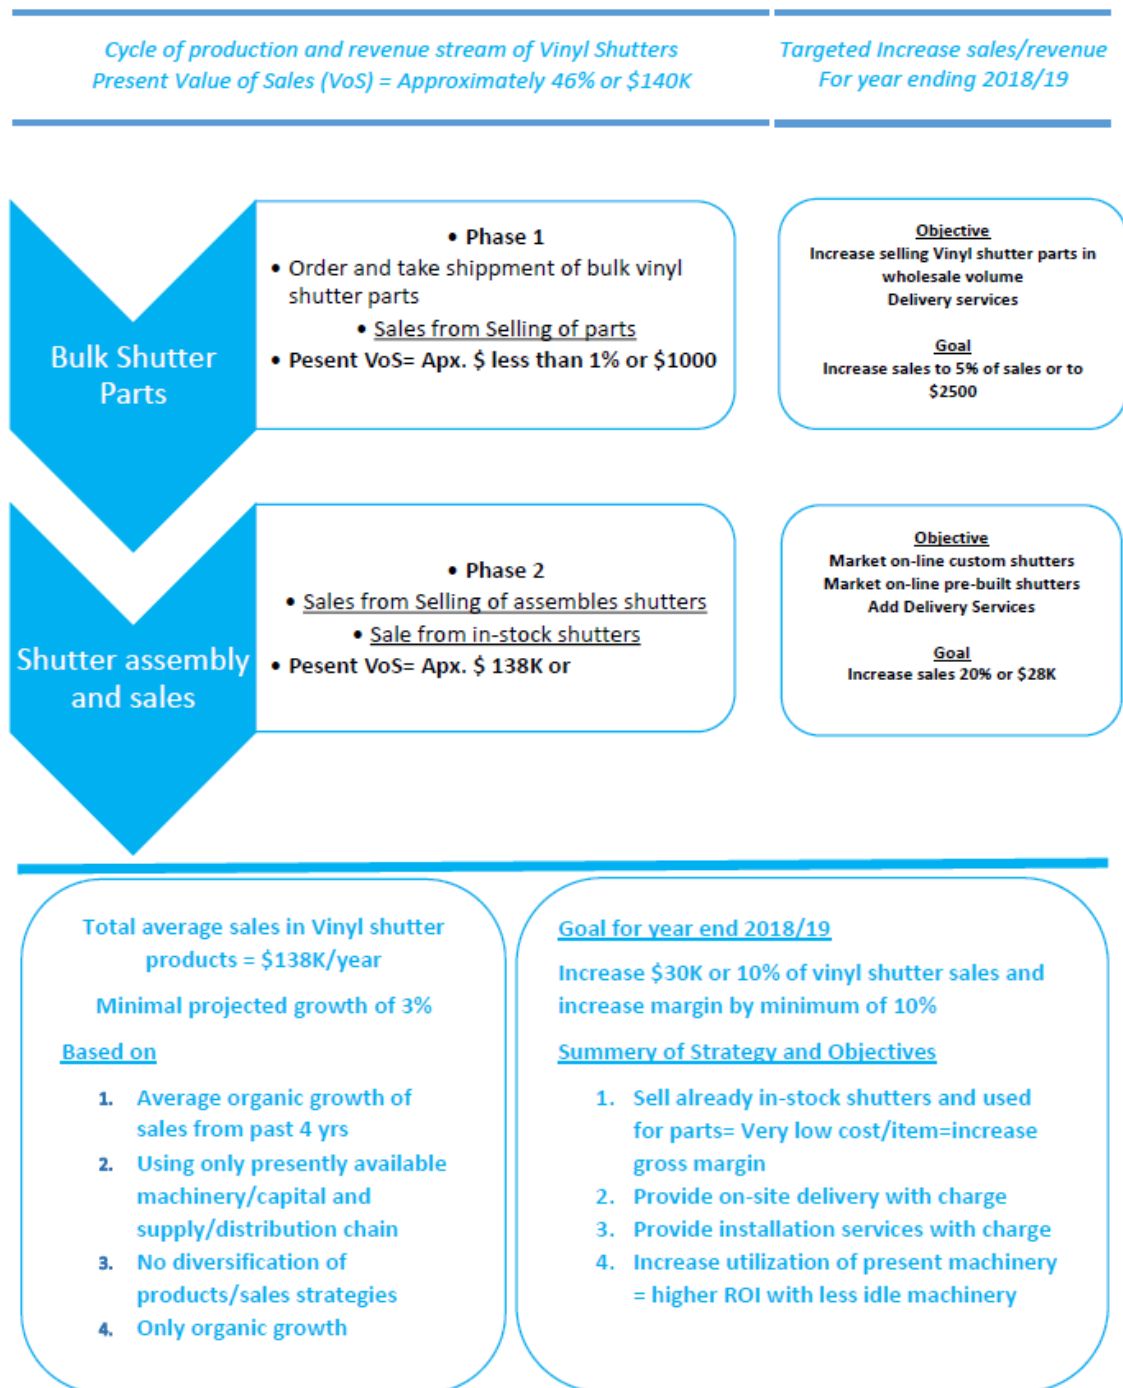 Cycle of production and revenue stream of Vinyl Shutters
Present Value of Sales (VoS) = Approximately 46% or $140K
Targeted Increase sales/revenue
For year ending 2018/19
Bulk Shutter
Parts
• Phase 1
• Order and take shippment of bulk vinyl
shutter parts
• Sales from Selling of parts
• Pesent VoS= Apx. $ less than 1% or $1000
Objective
Increase selling Vinyl shutter parts in
wholesale volume
Delivery services
Goal
Increase sales to 5% of sales or to
$2500
Shutter assembly
and sales
• Phase 2
• Sales from Selling of assembles shutters
• Sale from in-stock shutters
• Pesent VoS= Apx. $ 138K or
Objective
Market on-line custom shutters
Market on-line pre-built shutters
Add Delivery Services
Goal
Increase sales 20% or $28K
Total average sales in Vinyl shutter
products = $138K/year
Minimal projected growth of 3%
Based on
1. Average organic growth of
sales from past 4 yrs
2. Using only presently available
machinery/capital and
supply/distribution chain
3. No diversification of
products/sales strategies
4. Only organic growth
Goal for year end 2018/19
Increase $30K or 10% of vinyl shutter sales and
increase margin by minimum of 10%
Summery of Strategy and Objectives
1. Sell already in-stock shutters and used
for parts= Very low cost/item=increase
gross margin
2. Provide on-site delivery with charge
3. Provide installation services with charge
4. Increase utilization of present machinery
= higher ROI with less idle machinery